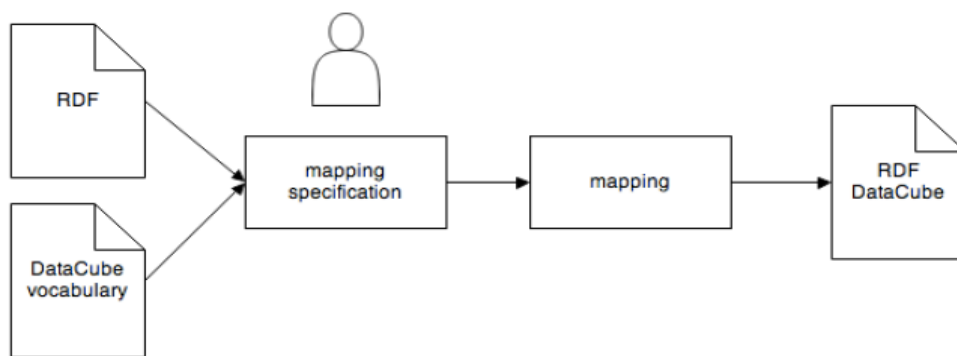 RDF
DataCube
vocabulary
mapping
specification
mapping
RDF
DataCube